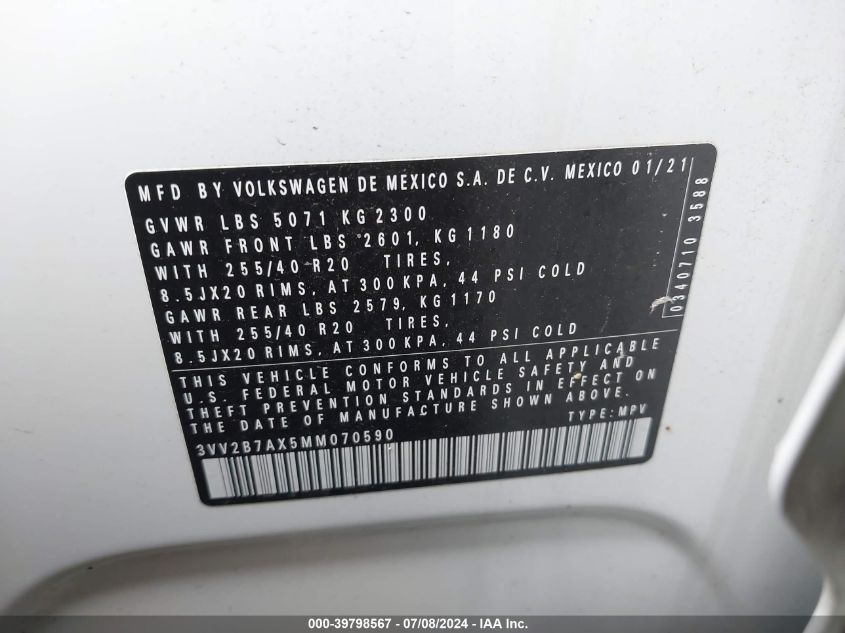 MFD BY VOLKSWAGEN DE MEXICO S.A. DE C.V. MEXICO 01/21
GVWR LBS 5071 KG 2300
GAWR FRONT LBS 2601, KG 1180
WITH 255/40 R20 TIRES,
8.5JX20 RIMS, AT 300 KPA, 44 PSI COLD
GAWR REAR LBS 2579, KG 1170
WITH 255/40 R20 TIRES,
8.5JX20 RIMS, AT 300 KPA, 44 PSI COLD
THIS VEHICLE CONFORMS TO ALL APPLICABLE
U.S. FEDERAL MOTOR VEHICLE SAFETY AND
THEFT PREVENTION STANDARDS IN EFFECT ON
THE DATE OF MANUFACTURE SHOWN ABOVE.
TYPE: MPV
3VV2B7AX5MM070590
0340710 3588
000-39798567 - 07/08/2024 - IAA Inc.